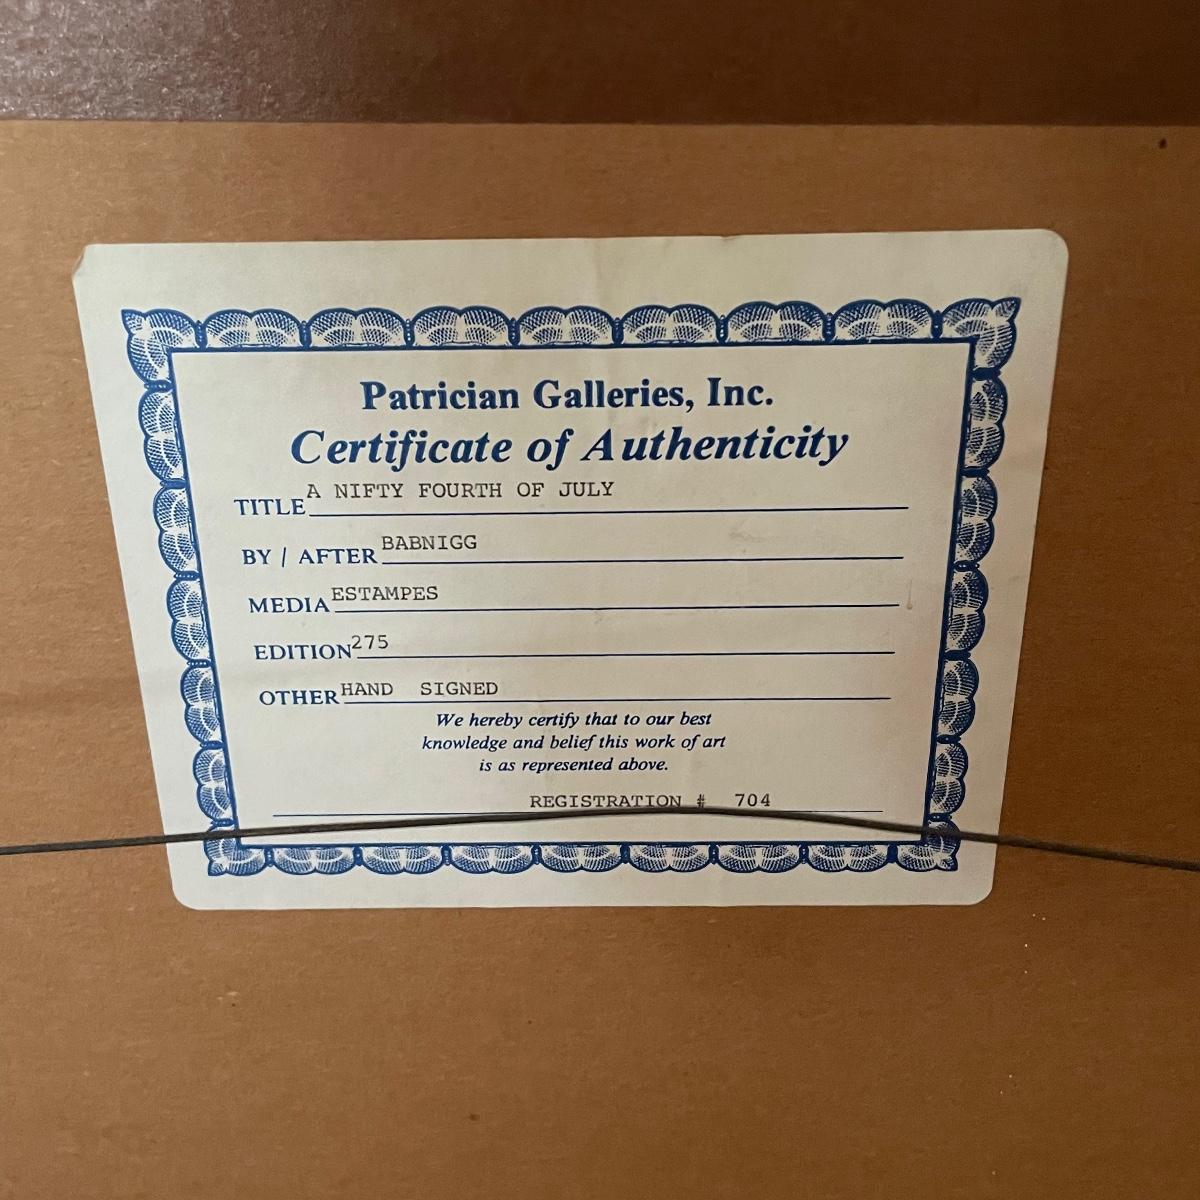 Patrician Galleries, Inc.
Certificate of Authenticity
TITLE A NIFTY FOURTH OF JULY
BY / AFTER BABNIGG
MEDIA ESTAMPES
EDITION 275
OTHER HAND SIGNED
We hereby certify that to our best
knowledge and belief this work of art
is as represented above.
REGISTRATION # 704